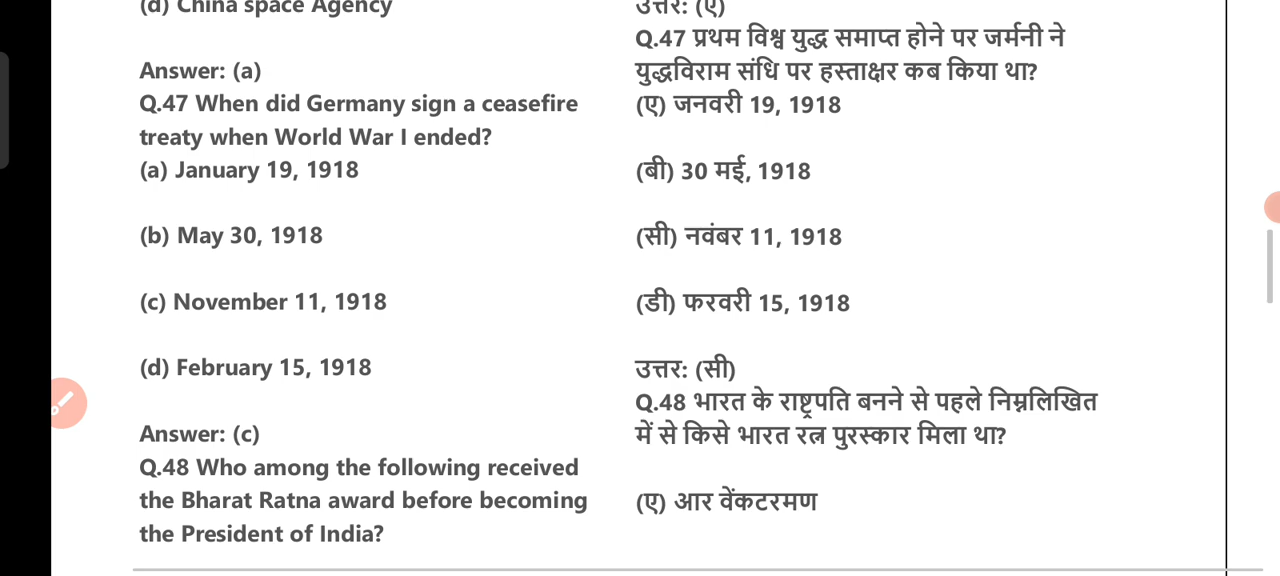 (d) China space Agency
Answer: (a)
Q.47 When did Germany sign a ceasefire
treaty when World War I ended?
(a) January 19, 1918
(b) May 30, 1918
(c) November 11, 1918
(d) February 15, 1918
Answer: (c)
Q.48 Who among the following received
the Bharat Ratna award before becoming
the President of India?
उत्तर: (ए)
Q.47 प्रथम विश्व युद्ध समाप्त होने पर जर्मनी ने
युद्धविराम संधि पर हस्ताक्षर कब किया था?
(ए) जनवरी 19, 1918
(बी) 30 मई, 1918
(सी) नवंबर 11, 1918
(डी) फरवरी 15, 1918
उत्तर: (सी)
Q.48 भारत के राष्ट्रपति बनने से पहले निम्नलिखित
में से किसे भारत रत्न पुरस्कार मिला था?
(ए) आर वेंकटरमण